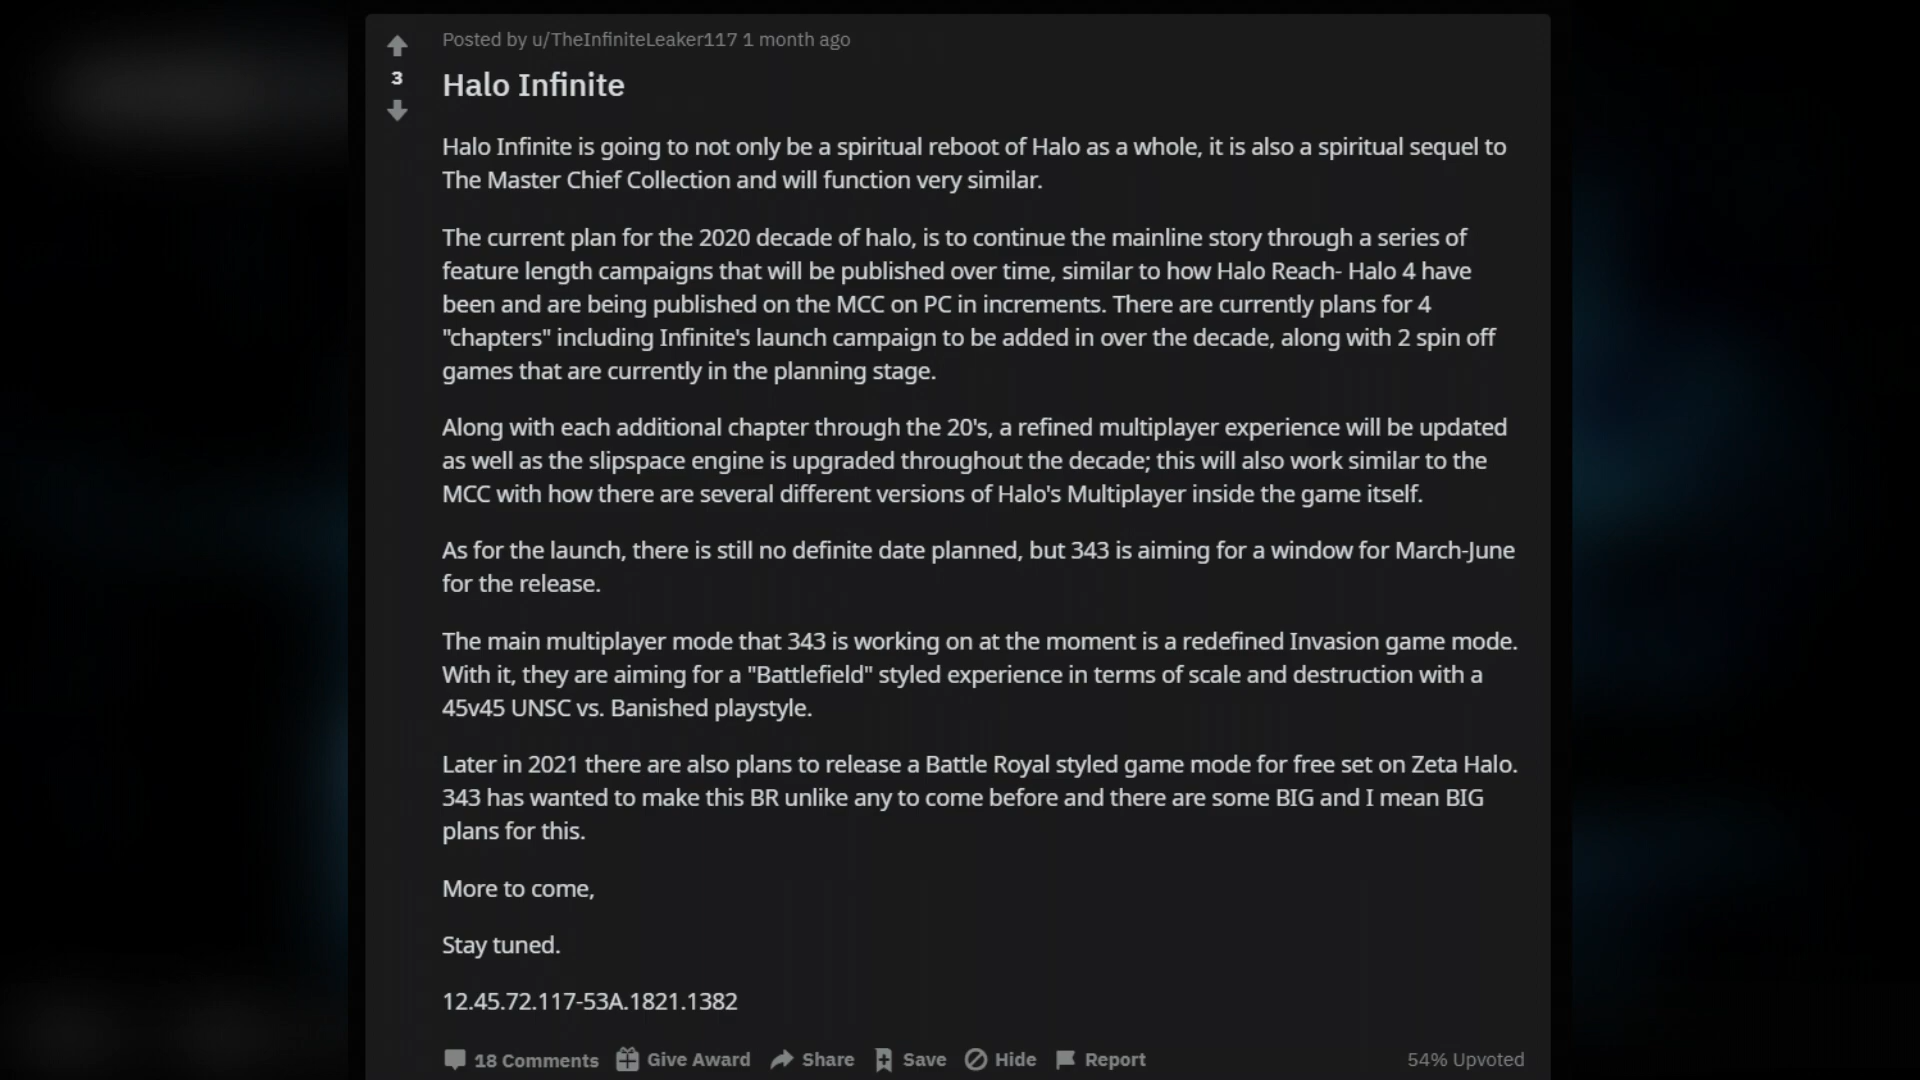 Posted by u/TheInfiniteLeaker117 1 month ago
3
Halo Infinite
Halo Infinite is going to not only be a spiritual reboot of Halo as a whole, it is also a spiritual sequel to
The Master Chief Collection and will function very similar.
The current plan for the 2020 decade of halo, is to continue the mainline story through a series of
feature length campaigns that will be published over time, similar to how Halo Reach- Halo 4 have
been and are being published on the MCC on PC in increments. There are currently plans for 4
"chapters" including Infinite's launch campaign to be added in over the decade, along with 2 spin off
games that are currently in the planning stage.
Along with each additional chapter through the 20's, a refined multiplayer experience will be updated
as well as the slipspace engine is upgraded throughout the decade; this will also work similar to the
MCC with how there are several different versions of Halo's Multiplayer inside the game itself.
As for the launch, there is still no definite date planned, but 343 is aiming for a window for March-June
for the release.
The main multiplayer mode that 343 is working on at the moment is a redefined Invasion game mode.
With it, they are aiming for a "Battlefield" styled experience in terms of scale and destruction with a
45v45 UNSC vs. Banished playstyle.
Later in 2021 there are also plans to release a Battle Royal styled game mode for free set on Zeta Halo.
343 has wanted to make this BR unlike any to come before and there are some BIG and I mean BIG
plans for this.
More to come,
Stay tuned.
12.45.72.117-53A.1821.1382
18 Comments Give Award Share Save Hide Report 54% Upvoted